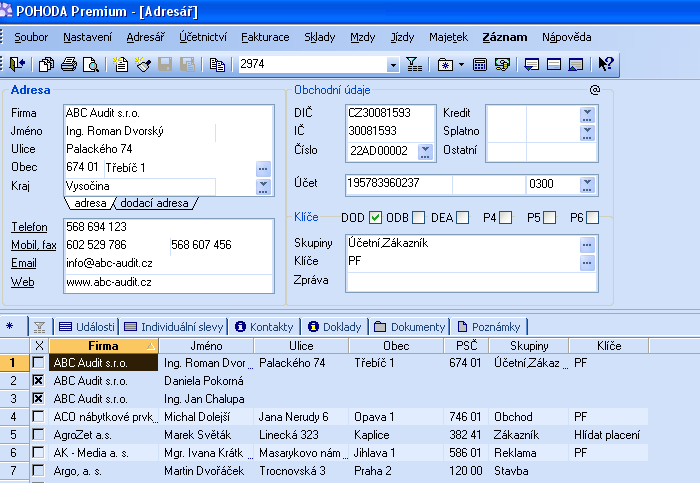 POHODA Premium - [Adresář]
Soubor Nastavení Adresář Účetnictví Fakturace Sklady Mzdy Jízdy Majetek Záznam Nápověda
2974
Adresa
Firma ABC Audit s.r.o.
Jméno Ing. Roman Dvorský
Ulice Palackého 74
Obec 674 01 Třebíč 1 ...
Kraj Vysočina
adresa dodací adresa
Telefon 568 694 123
Mobil, fax 602 529 786 568 607 456
Email info@abc-audit.cz
Web www.abc-audit.cz
Obchodní údaje @
DIČ CZ30081593 Kredit
IČ 30081593 Splatno
Číslo 22AD00002 Ostatní
Účet 195783960237 0300
Klíče DOD ODB DEA P4 P5 P6
Skupiny Účetní,Zákazník ...
Klíče PF ...
Zpráva
* Události Individuální slevy Kontakty Doklady Dokumenty Poznámky
X Firma Jméno Ulice Obec PSČ Skupiny Klíče
1 ABC Audit s.r.o. Ing. Roman Dvor... Palackého 74 Třebíč 1 674 01 Účetní,Zákaz... PF
2 ABC Audit s.r.o. Daniela Pokorná
3 ABC Audit s.r.o. Ing. Jan Chalupa
4 ACO nábytkové prvk... Michal Dolejší Jana Nerudy 6 Opava 1 746 01 Obchod PF
5 AgroZet a.s. Marek Světák Linecká 323 Kaplice 382 41 Zákazník Hlídat placení
6 AK - Media a. s. Mgr. Ivana Krátk... Masarykovo nám... Jihlava 1 586 01 Reklama PF
7 Argo, a. s. Martin Dvořáček Trocnovská 3 Praha 2 120 00 Stavba